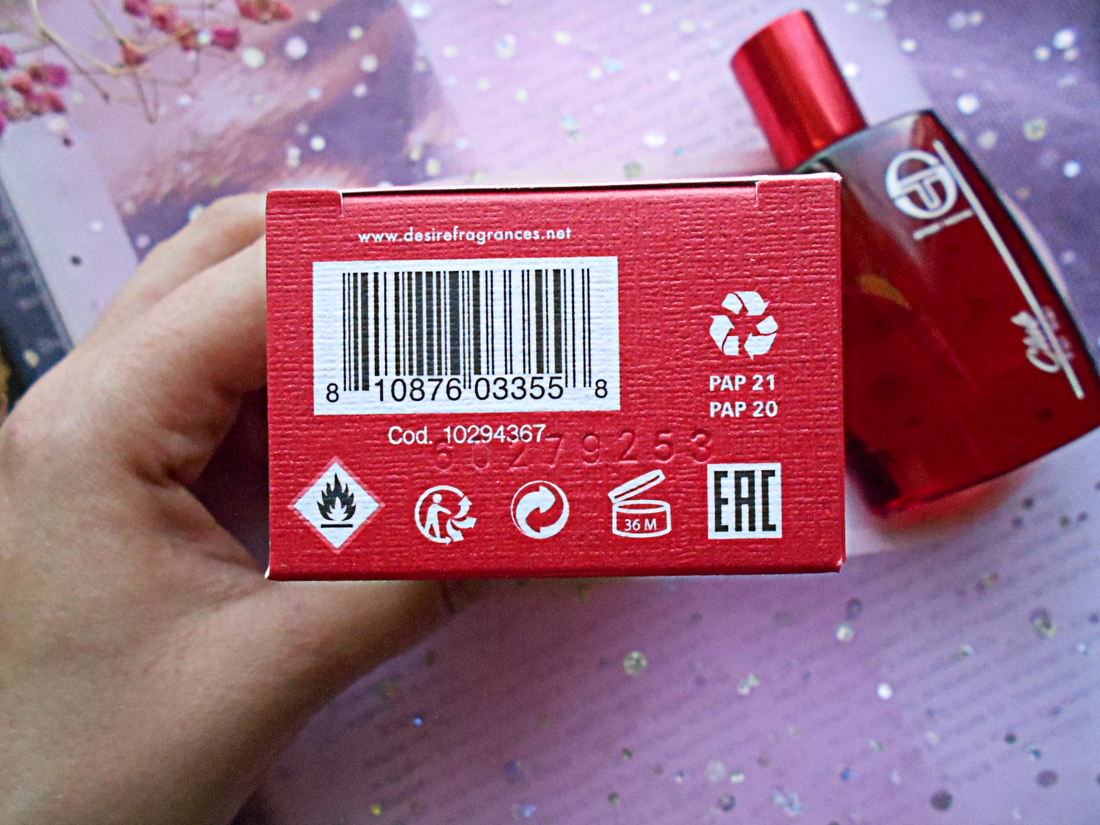 www.desirefragrances.net
8 10876 03355 8
Cod. 10294367
60279253
PAP 21
PAP 20
36 M
EAC